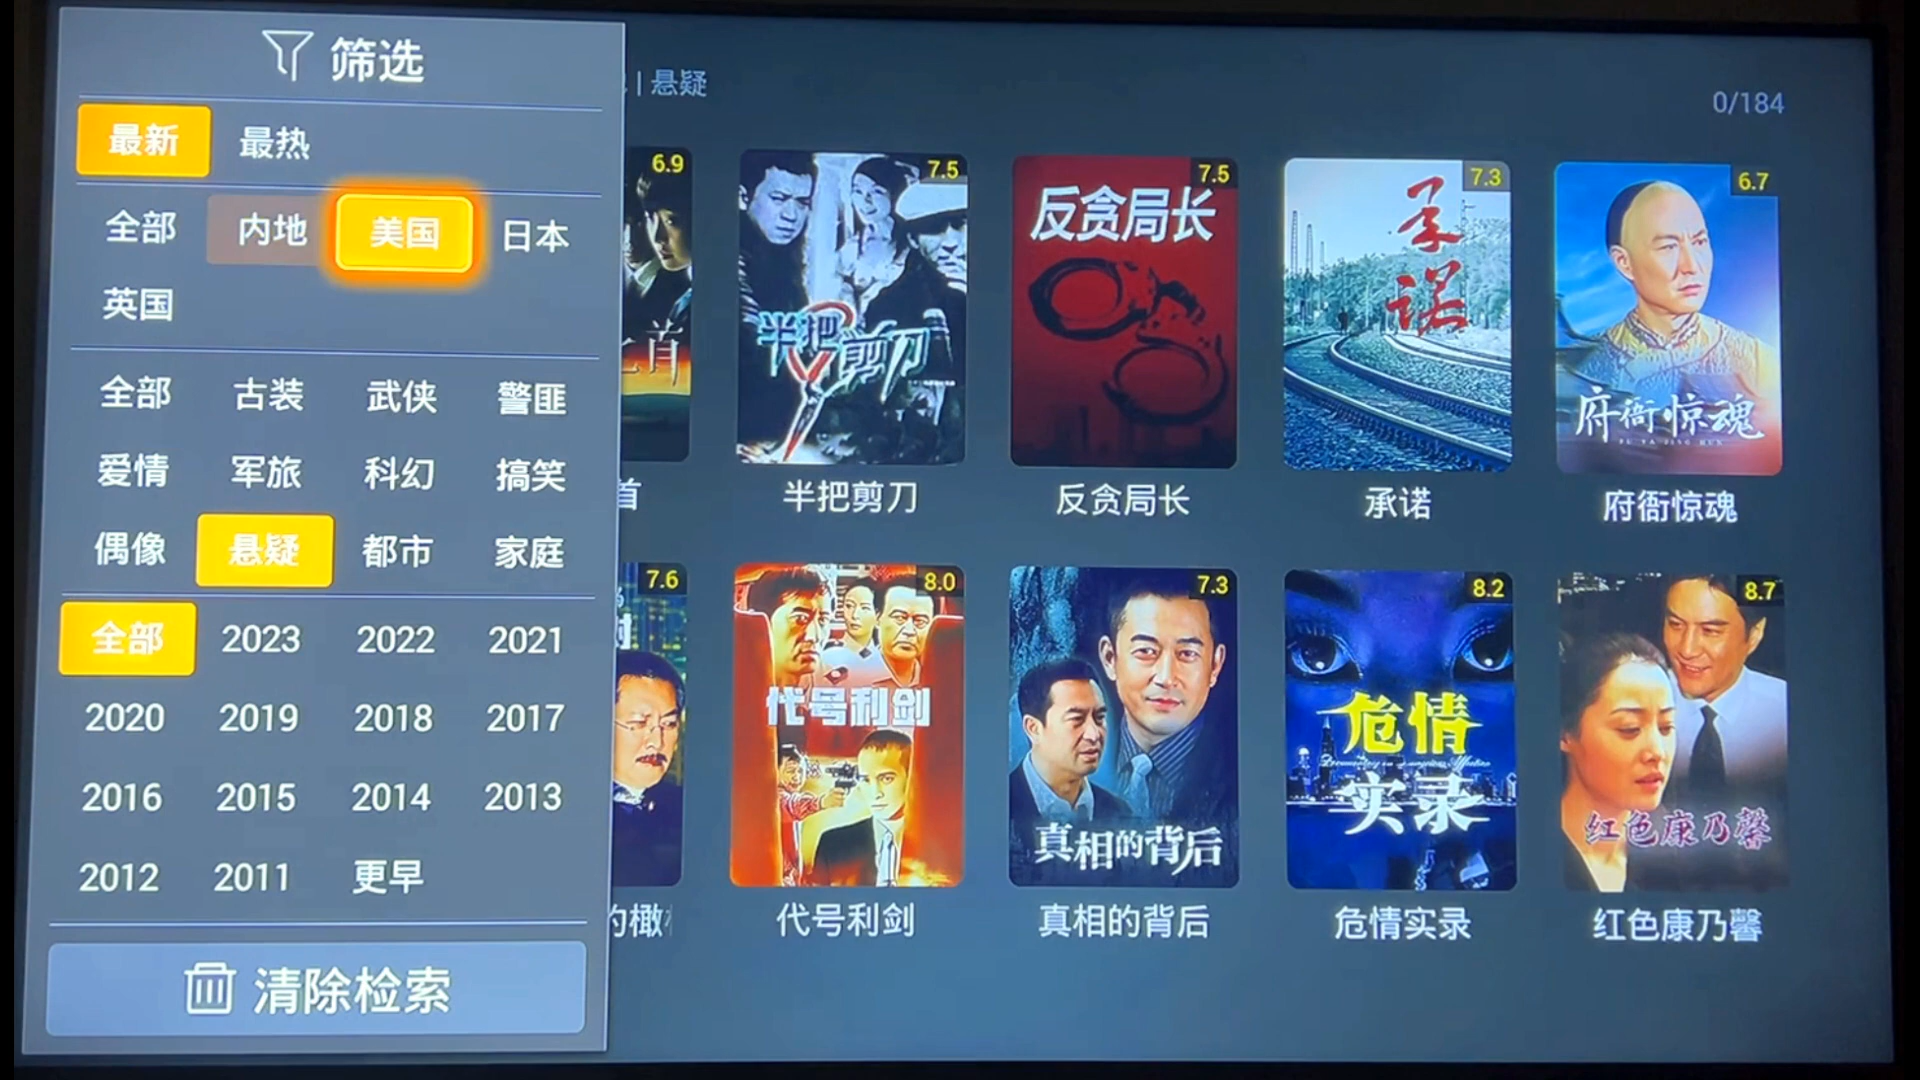 筛选
最新 最热
全部 内地 美国 日本
英国
全部 古装 武侠 警匪
爱情 军旅 科幻 搞笑
偶像 悬疑 都市 家庭
全部 2023 2022 2021
2020 2019 2018 2017
2016 2015 2014 2013
2012 2011 更早
清除检索
| 悬疑
0/184
6.9
首
首
7.5
半把剪刀
半把剪刀
7.5
反贪局长
反贪局长
7.3
承诺
承诺
6.7
府衙惊魂
FU YA JING HUN
府衙惊魂
7.6
的橄
8.0
代号利剑
代号利剑
7.3
真相的背后
真相的背后
8.2
危情
实录
危情实录
8.7
红色康乃馨
红色康乃馨